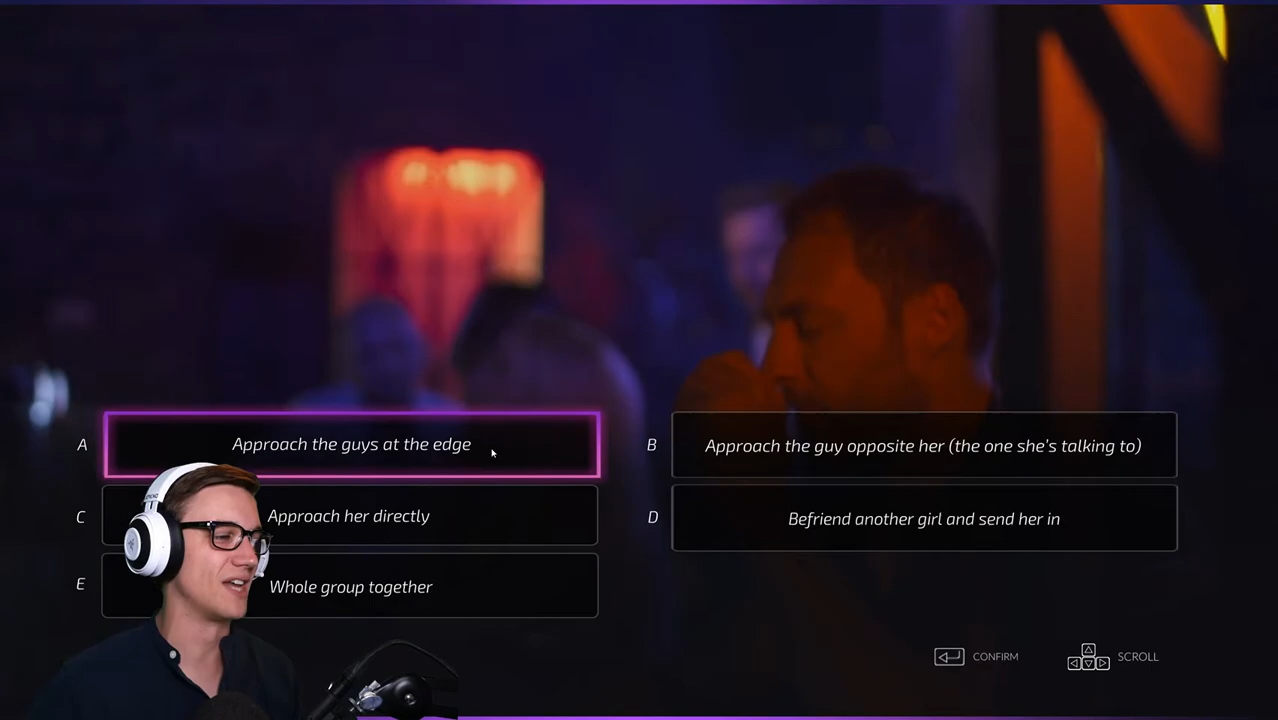 A
Approach the guys at the edge
B
Approach the guy opposite her (the one she's talking to)
C
Approach her directly
D
Befriend another girl and send her in
E
Whole group together
CONFIRM
SCROLL